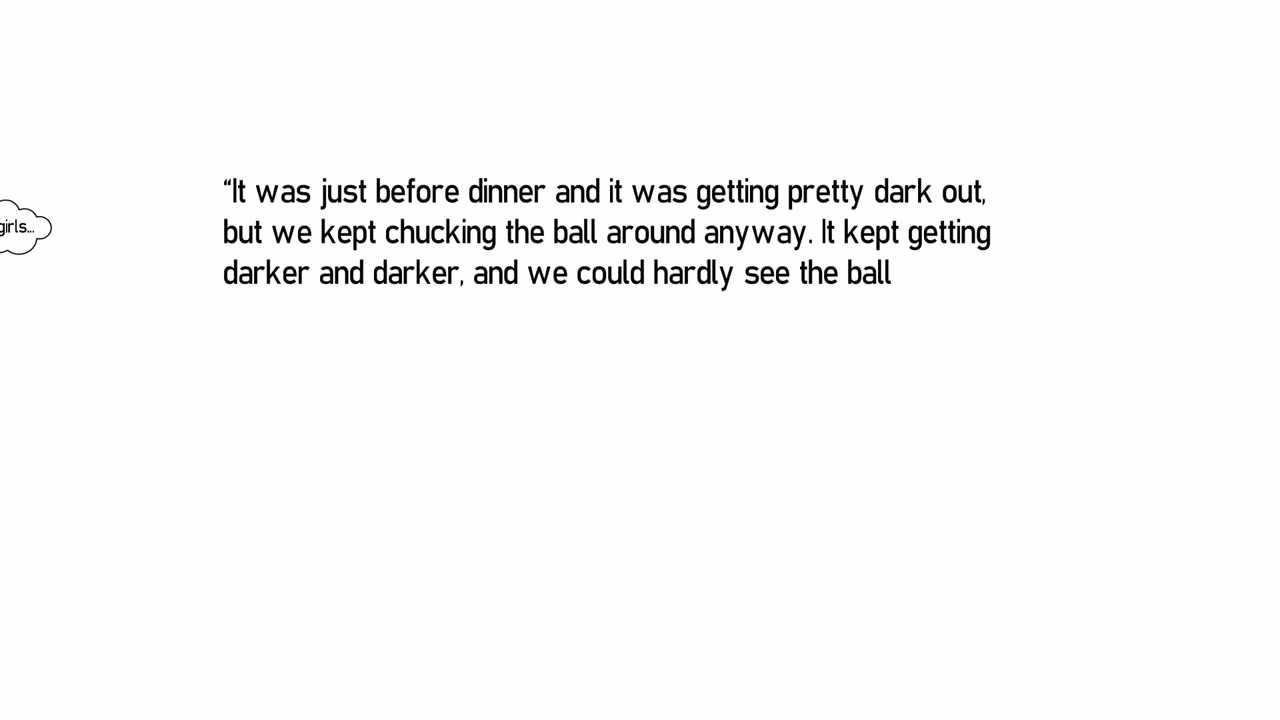 girls...
“It was just before dinner and it was getting pretty dark out,
but we kept chucking the ball around anyway. It kept getting
darker and darker, and we could hardly see the ball